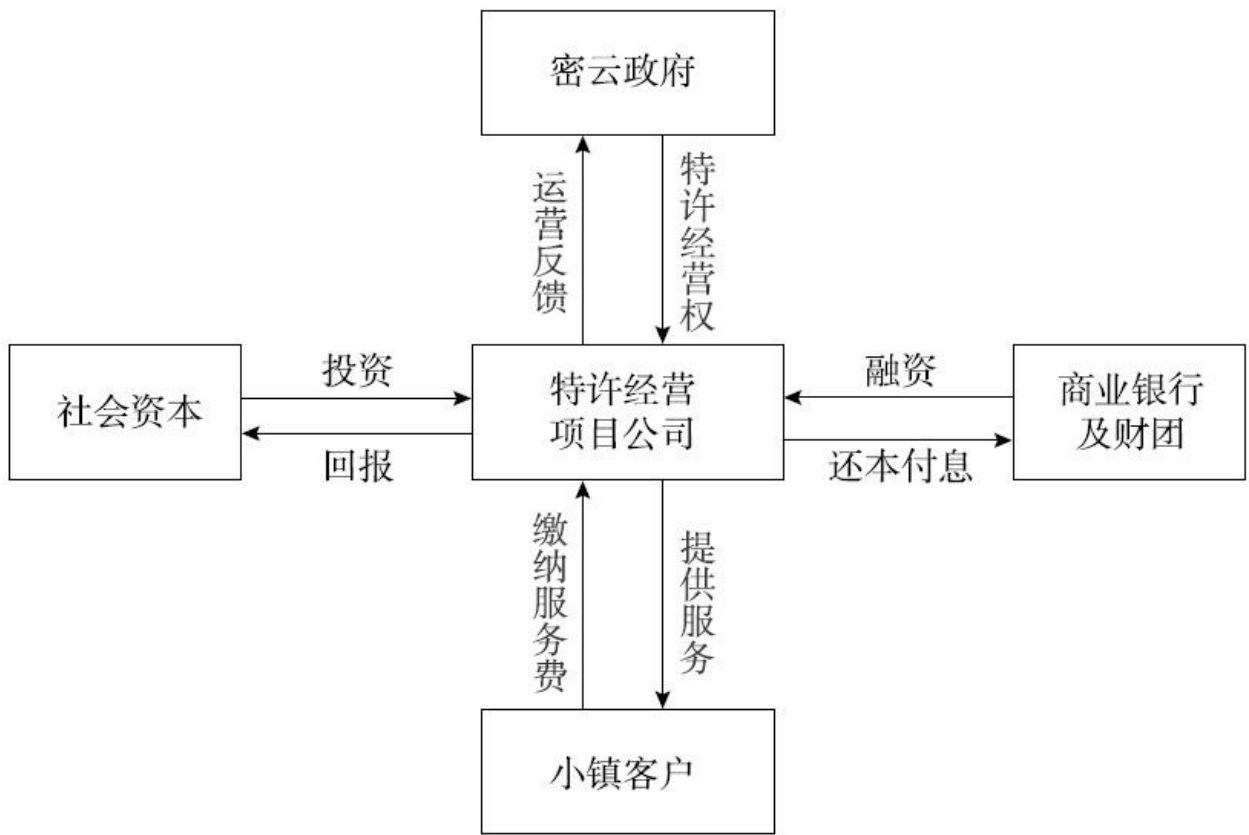 密云政府
运营反馈
特许经营权
社会资本
投资
回报
特许经营
项目公司
融资
还本付息
商业银行
及财团
缴纳服务费
提供服务
小镇客户